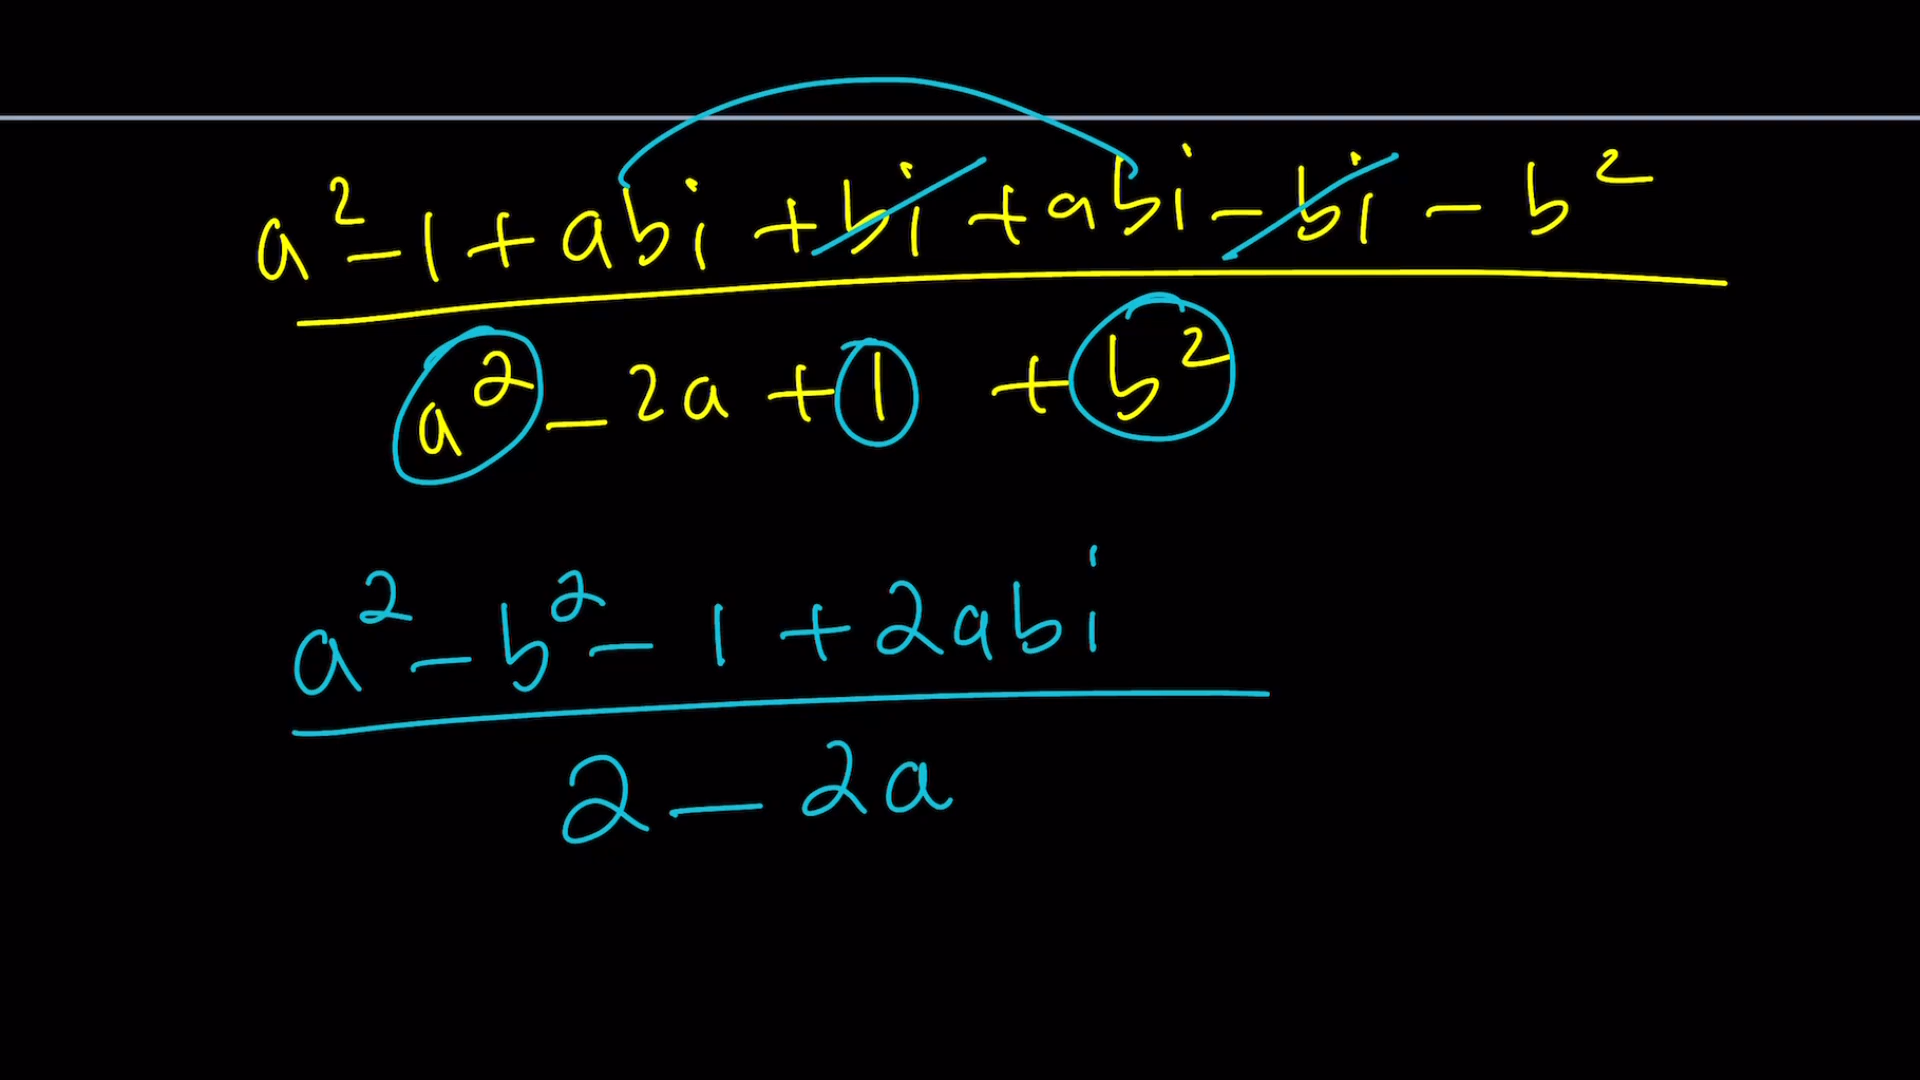 a² - 1 + abi + bi + abi - bi - b²
a² - 2a + 1 + b²
a² - b² - 1 + 2abi
2 - 2a